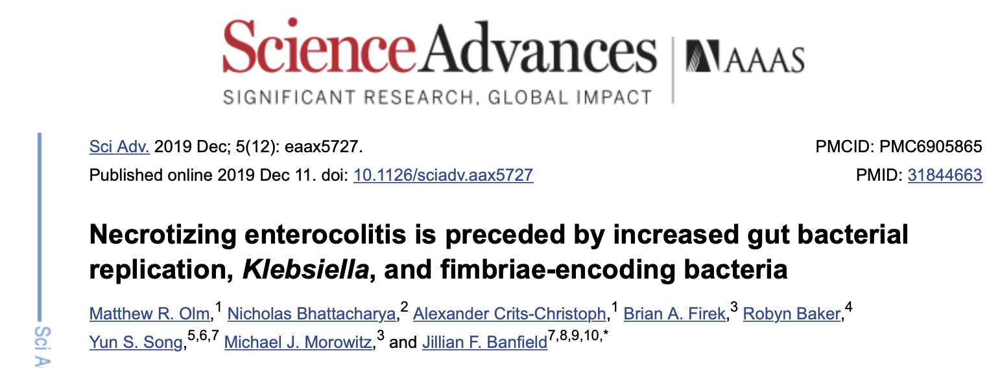 Science Advances | AAAS
SIGNIFICANT RESEARCH, GLOBAL IMPACT
Sci Adv. 2019 Dec; 5(12): eaax5727.
PMCID: PMC6905865
Published online 2019 Dec 11. doi: 10.1126/sciadv.aax5727
PMID: 31844663
Necrotizing enterocolitis is preceded by increased gut bacterial
replication, Klebsiella, and fimbriae-encoding bacteria
Matthew R. Olm,1 Nicholas Bhattacharya,2 Alexander Crits-Christoph,1 Brian A. Firek,3 Robyn Baker,4
Yun S. Song,5,6,7 Michael J. Morowitz,3 and Jillian F. Banfield7,8,9,10,*
Sci A